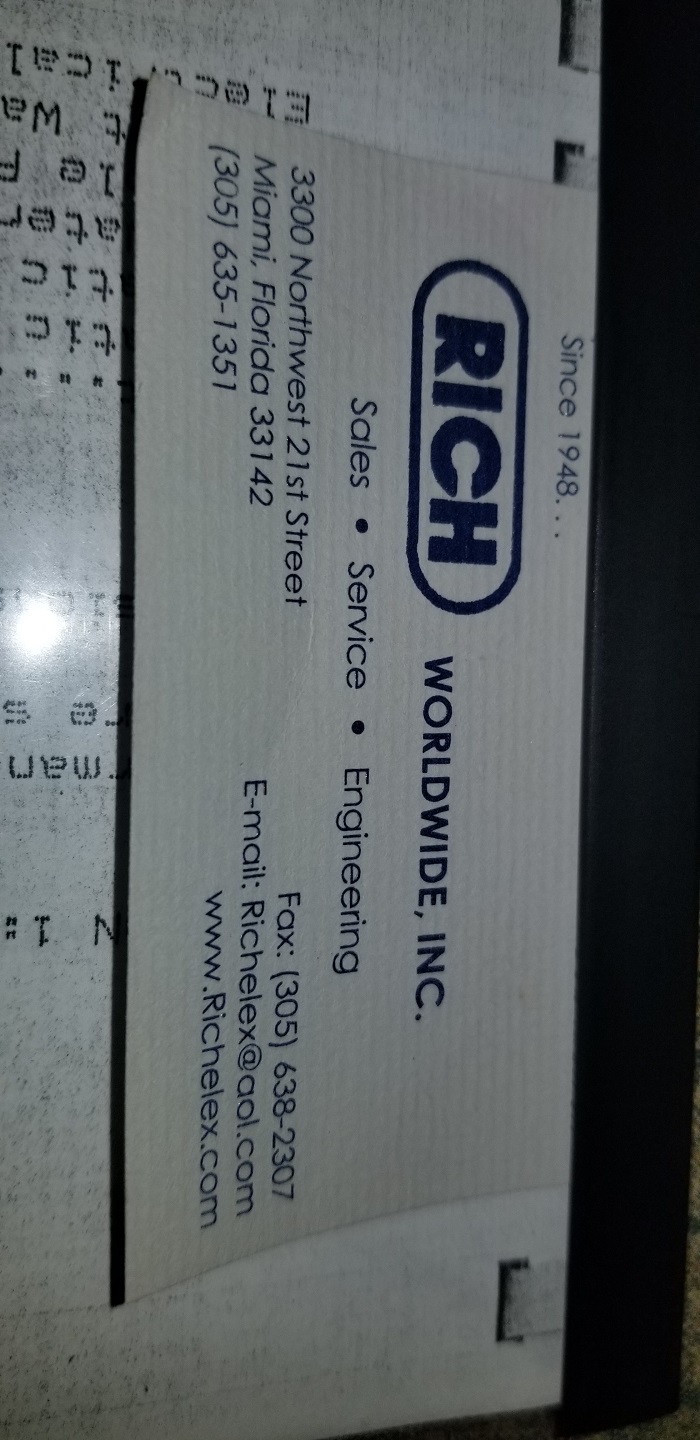 Since 1948. . .
RICH WORLDWIDE, INC.
Sales • Service • Engineering
3300 Northwest 21st Street
Miami, Florida 33142
(305) 635-1351
Fax: (305) 638-2307
E-mail: Richelex@aol.com
www.Richelex.com